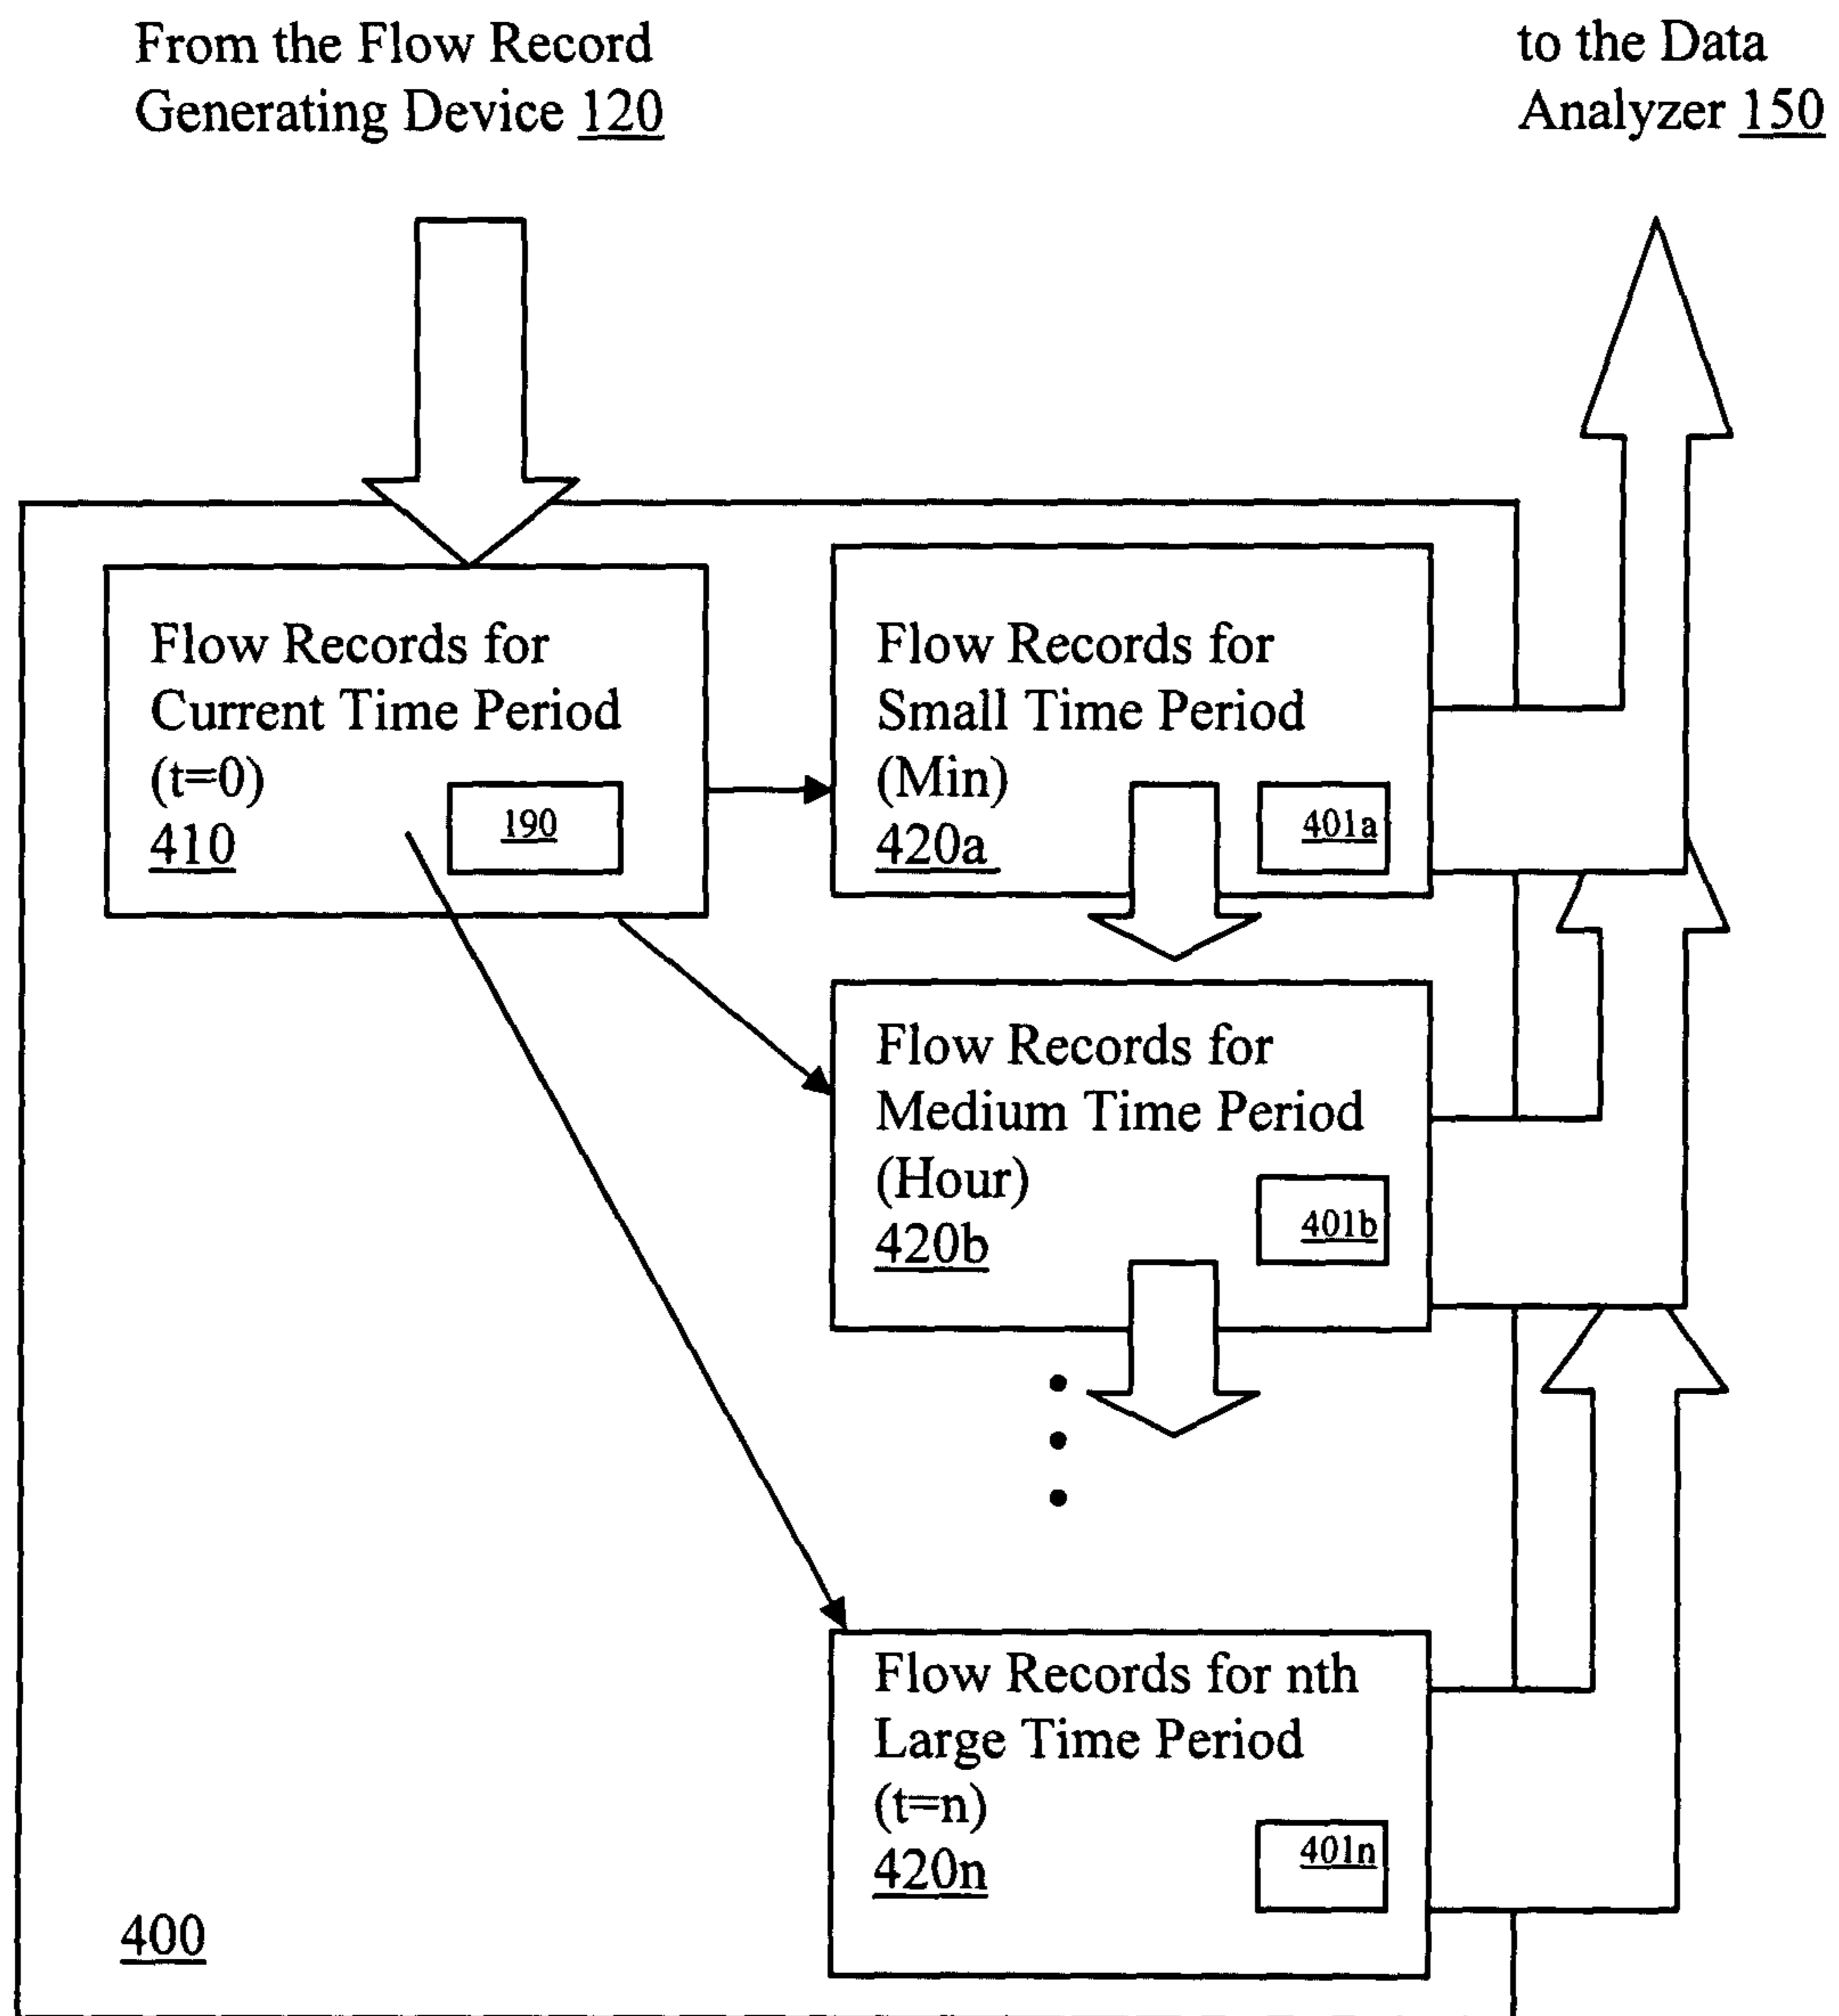 From the Flow Record
Generating Device 120
to the Data
Analyzer 150
Flow Records for
Current Time Period
(t=0)
410
190
Flow Records for
Small Time Period
(Min)
420a
401a
Flow Records for
Medium Time Period
(Hour)
420b
401b
Flow Records for nth
Large Time Period
(t=n)
420n
401n
400